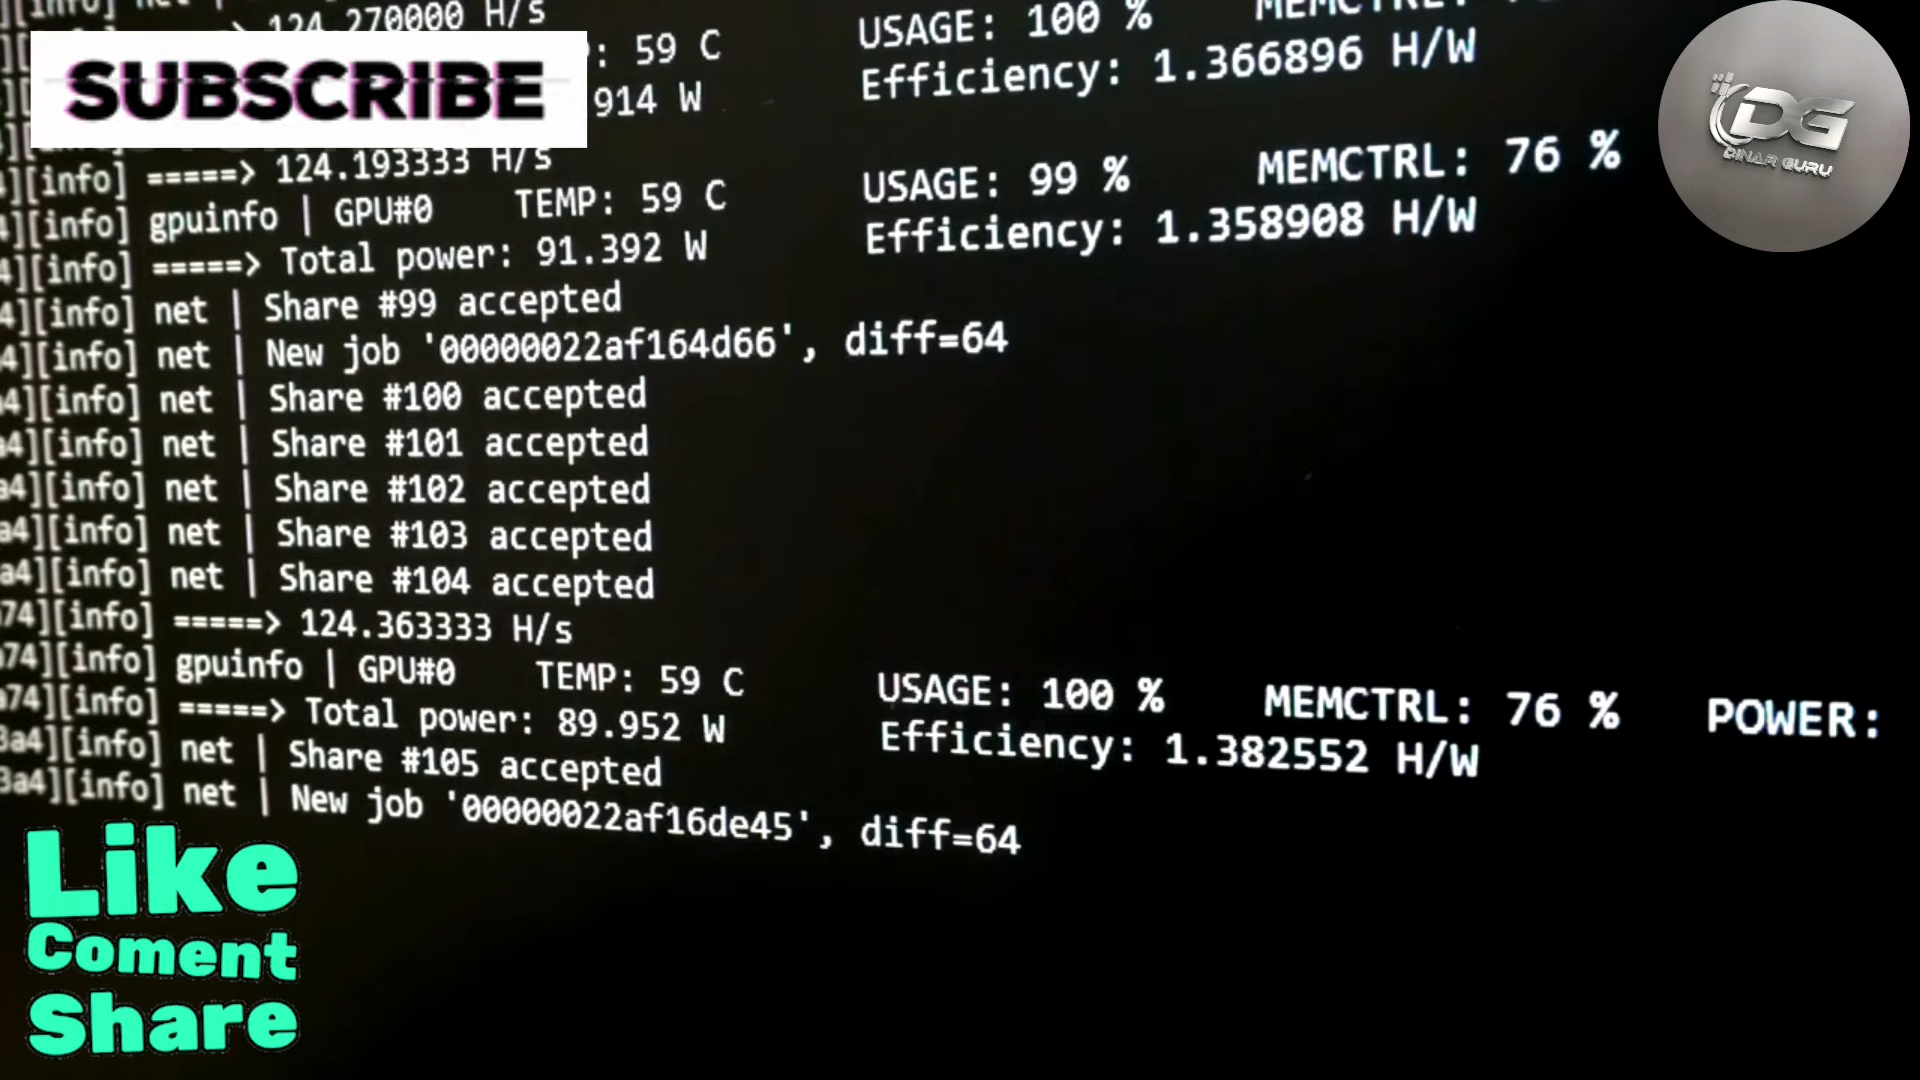 124.270000 H/s
USAGE: 100 %
59 C
Efficiency: 1.366896 H/W
914 W
SUBSCRIBE
[info] =====> 124.193333 H/s
[info] gpuinfo | GPU#0 TEMP: 59 C USAGE: 99 % MEMCTRL: 76 %
[info] =====> Total power: 91.392 W Efficiency: 1.358908 H/W
[info] net | Share #99 accepted
4][info] net | New job '00000022af164d66', diff=64
a4][info] net | Share #100 accepted
a4][info] net | Share #101 accepted
a4][info] net | Share #102 accepted
a4][info] net | Share #103 accepted
a4][info] net | Share #104 accepted
74][info] =====> 124.363333 H/s
a74][info] gpuinfo | GPU#0 TEMP: 59 C USAGE: 100 % MEMCTRL: 76 % POWER:
a74][info] =====> Total power: 89.952 W Efficiency: 1.382552 H/W
3a4][info] net | Share #105 accepted
3a4][info] net | New job '00000022af16de45', diff=64
DG
DINAR GURU
Like
Coment
Share